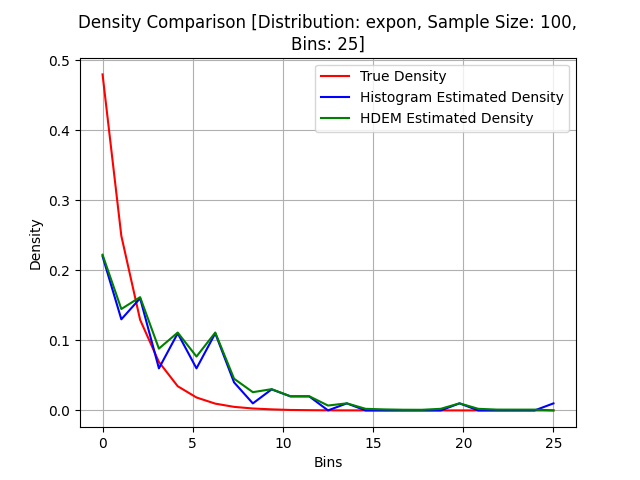 Density Comparison [Distribution: expon, Sample Size: 100,
Bins: 25]
True Density
Histogram Estimated Density
HDEM Estimated Density
Density
0.5
0.4
0.3
0.2
0.1
0.0
0 5 10 15 20 25
Bins